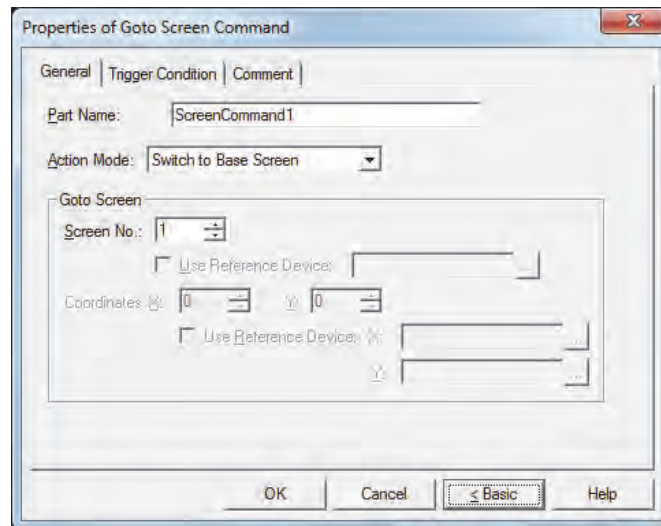 Properties of Goto Screen Command
General Trigger Condition Comment
Part Name: ScreenCommand1
Action Mode: Switch to Base Screen
Goto Screen
Screen No.: 1
Use Reference Device: ...
Coordinates X: 0 Y: 0
Use Reference Device: X: ...
Y: ...
OK Cancel < Basic Help